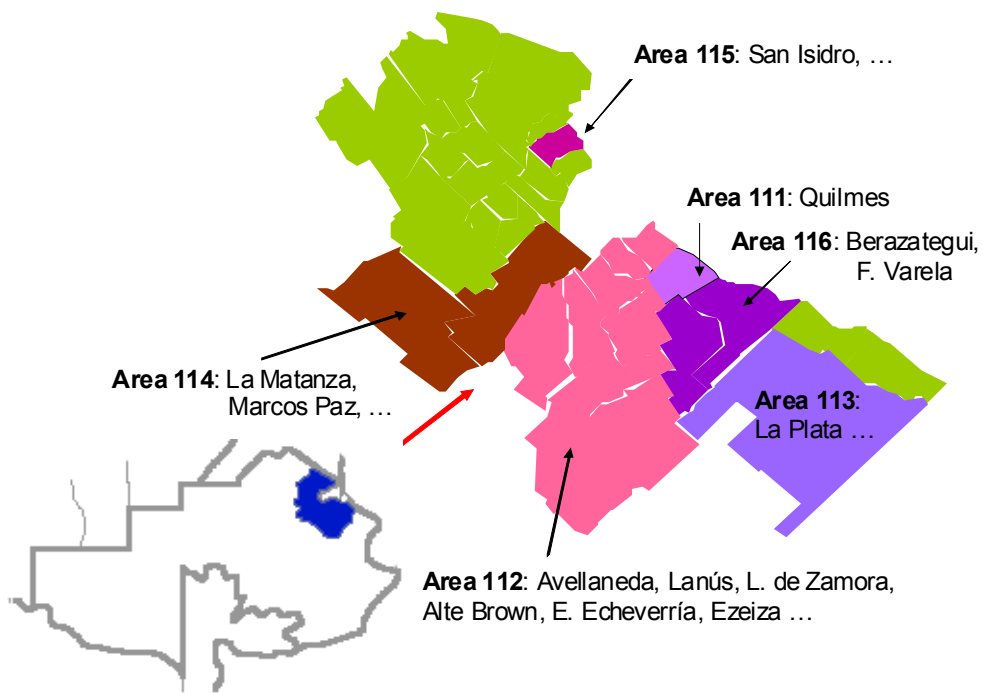 Area 115: San Isidro, …
Area 111: Quilmes
Area 116: Berazategui,
F. Varela
Area 114: La Matanza,
Marcos Paz, …
Area 113:
La Plata …
Area 112: Avellaneda, Lanús, L. de Zamora,
Alte Brown, E. Echeverría, Ezeiza …